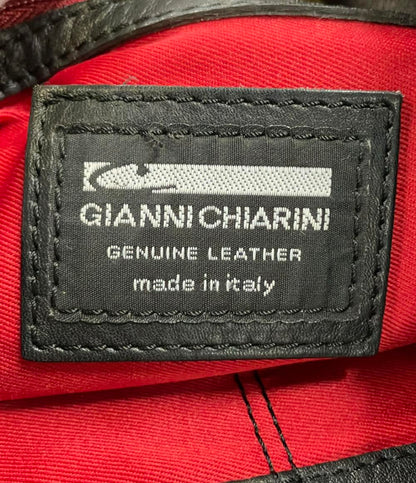 GIANNI CHIARINI
GENUINE LEATHER
made in italy